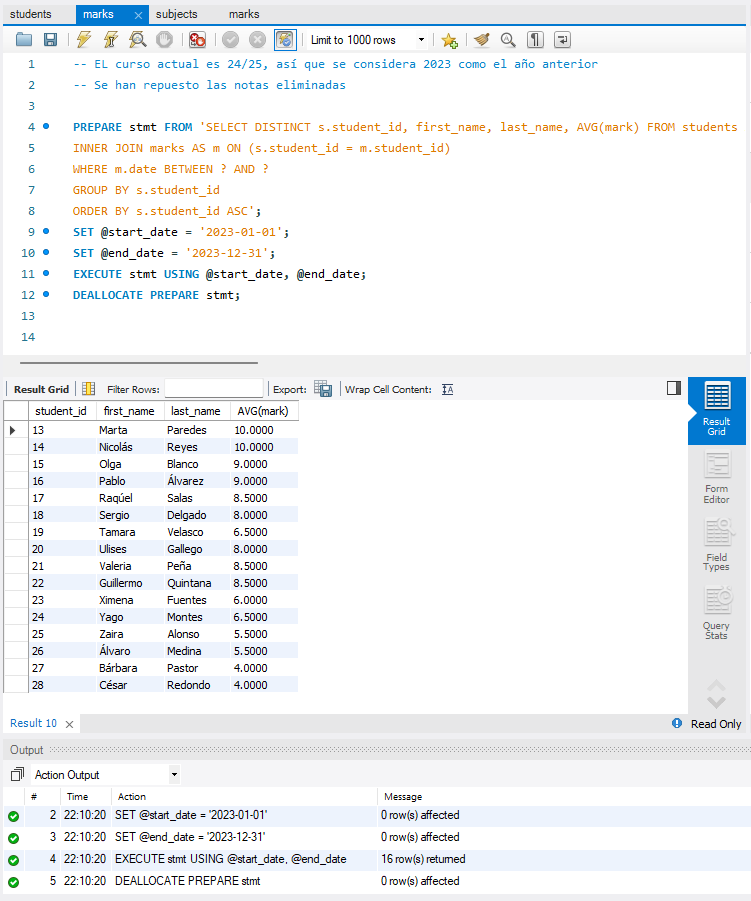 students marks subjects marks
Limit to 1000 rows
1 -- EL curso actual es 24/25, así que se considera 2023 como el año anterior
2 -- Se han repuesto las notas eliminadas
3
4 PREPARE stmt FROM 'SELECT DISTINCT s.student_id, first_name, last_name, AVG(mark) FROM students
5 INNER JOIN marks AS m ON (s.student_id = m.student_id)
6 WHERE m.date BETWEEN ? AND ?
7 GROUP BY s.student_id
8 ORDER BY s.student_id ASC';
9 SET @start_date = '2023-01-01';
10 SET @end_date = '2023-12-31';
11 EXECUTE stmt USING @start_date, @end_date;
12 DEALLOCATE PREPARE stmt;
13
14
Result Grid Filter Rows: Export: Wrap Cell Content:
student_id first_name last_name AVG(mark)
13 Marta Paredes 10.0000
14 Nicolás Reyes 10.0000
15 Olga Blanco 9.0000
16 Pablo Álvarez 9.0000
17 Raqúel Salas 8.5000
18 Sergio Delgado 8.0000
19 Tamara Velasco 6.5000
20 Ulises Gallego 8.0000
21 Valeria Peña 8.5000
22 Guillermo Quintana 8.5000
23 Ximena Fuentes 6.0000
24 Yago Montes 6.5000
25 Zaira Alonso 5.5000
26 Álvaro Medina 5.5000
27 Bárbara Pastor 4.0000
28 César Redondo 4.0000
Result
Grid
Form
Editor
Field
Types
Query
Stats
Result 10 Read Only
Output
Action Output
# Time Action Message
2 22:10:20 SET @start_date = '2023-01-01' 0 row(s) affected
3 22:10:20 SET @end_date = '2023-12-31' 0 row(s) affected
4 22:10:20 EXECUTE stmt USING @start_date, @end_date 16 row(s) returned
5 22:10:20 DEALLOCATE PREPARE stmt 0 row(s) affected